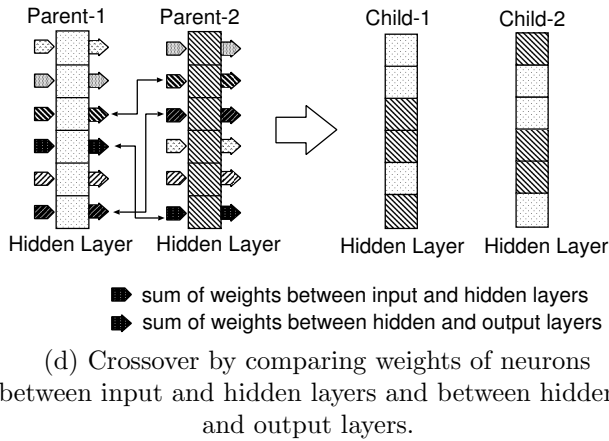 Parent-1 Parent-2 Child-1 Child-2
Hidden Layer Hidden Layer Hidden Layer Hidden Layer
sum of weights between input and hidden layers
sum of weights between hidden and output layers
(d) Crossover by comparing weights of neurons
between input and hidden layers and between hidden
and output layers.